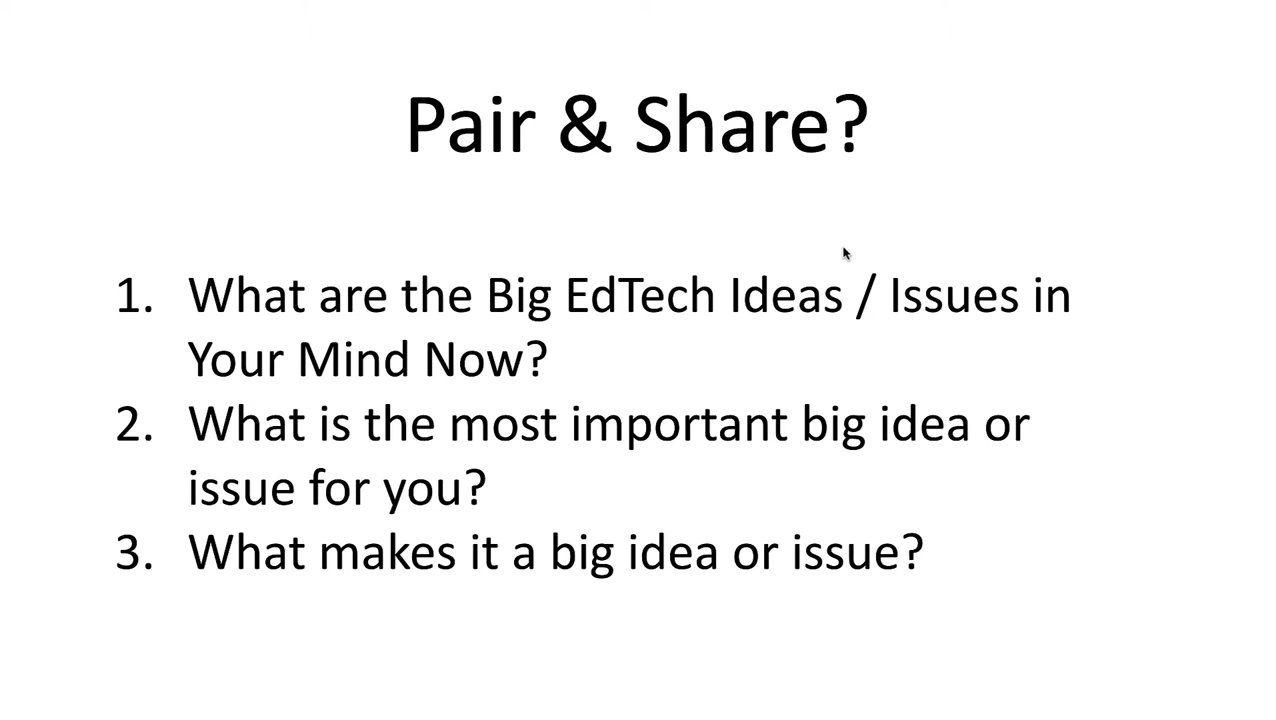 Pair & Share?
1. What are the Big EdTech Ideas / Issues in
Your Mind Now?
2. What is the most important big idea or
issue for you?
3. What makes it a big idea or issue?